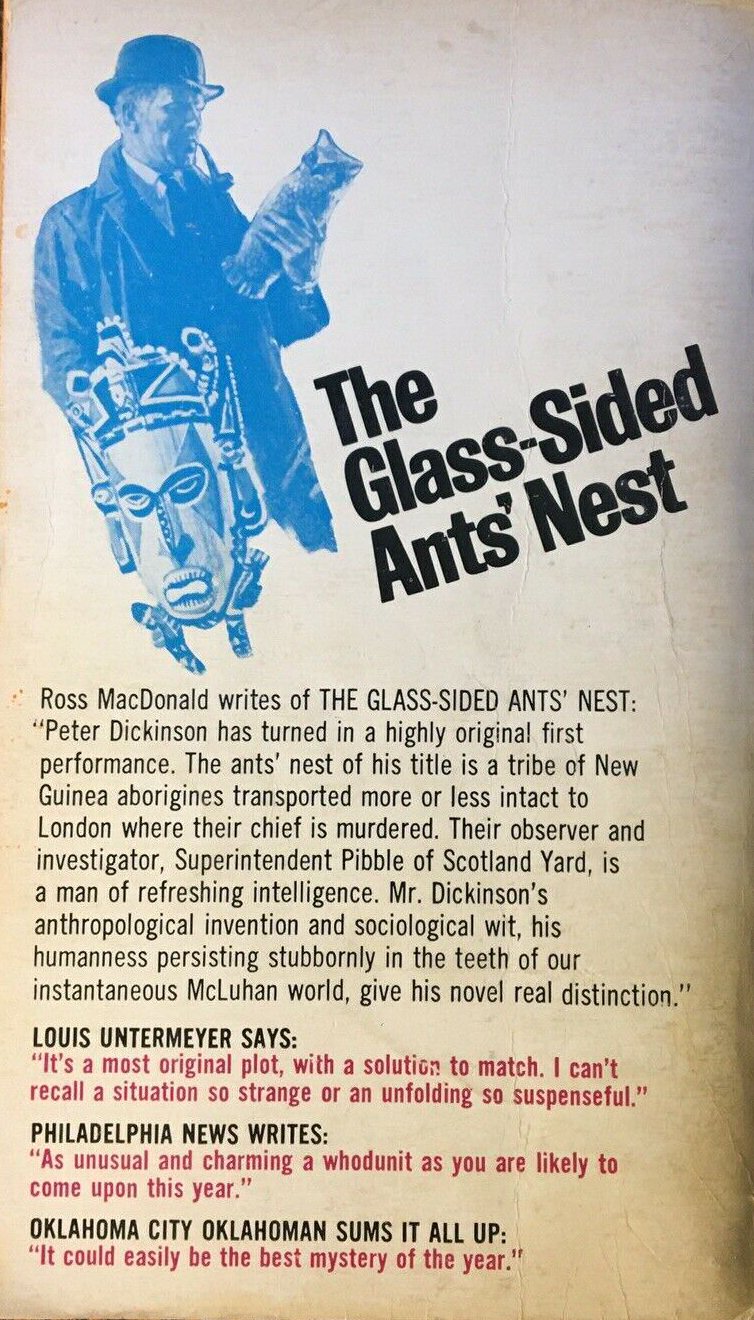 The
Glass-Sided
Ants' Nest
Ross MacDonald writes of THE GLASS-SIDED ANTS' NEST:
“Peter Dickinson has turned in a highly original first
performance. The ants' nest of his title is a tribe of New
Guinea aborigines transported more or less intact to
London where their chief is murdered. Their observer and
investigator, Superintendent Pibble of Scotland Yard, is
a man of refreshing intelligence. Mr. Dickinson's
anthropological invention and sociological wit, his
humanness persisting stubbornly in the teeth of our
instantaneous McLuhan world, give his novel real distinction.”
LOUIS UNTERMEYER SAYS:
“It's a most original plot, with a solution to match. I can't
recall a situation so strange or an unfolding so suspenseful.”
PHILADELPHIA NEWS WRITES:
“As unusual and charming a whodunit as you are likely to
come upon this year.”
OKLAHOMA CITY OKLAHOMAN SUMS IT ALL UP:
“It could easily be the best mystery of the year.”